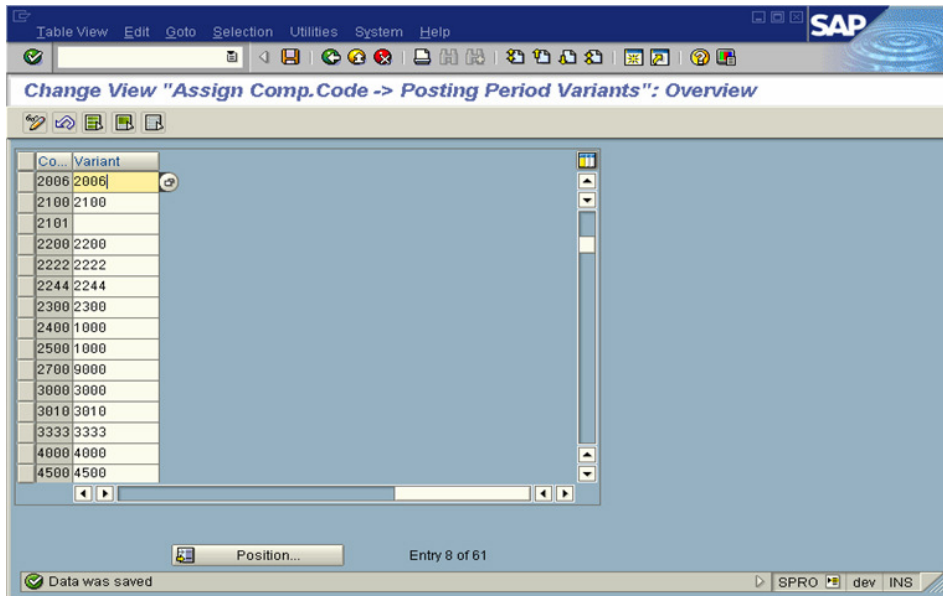 Table View Edit Goto Selection Utilities System Help
SAP
Change View "Assign Comp.Code -> Posting Period Variants": Overview
Co... Variant
2006 2006
2100 2100
2101
2200 2200
2222 2222
2244 2244
2300 2300
2400 1000
2500 1000
2700 9000
3000 3000
3010 3010
3333 3333
4000 4000
4500 4500
Position... Entry 8 of 61
Data was saved SPRO dev INS